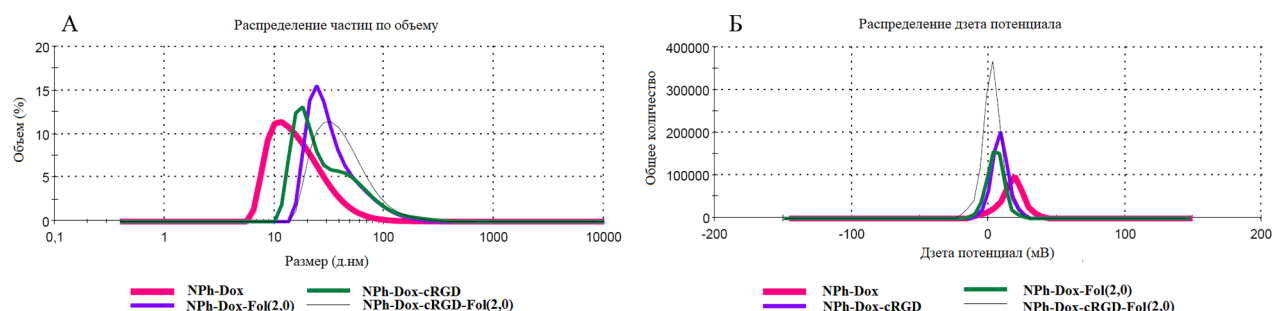 А
Распределение частиц по объему
20
15
10
5
0
Объем (%)
0,1 1 10 100 1000 10000
Размер (д.нм)
NPh-Dox NPh-Dox-cRGD
NPh-Dox-Fol(2,0) NPh-Dox-cRGD-Fol(2,0)
Б
Распределение дзета потенциала
400000
300000
200000
100000
0
Общее количество
-200 -100 0 100 200
Дзета потенциал (мВ)
NPh-Dox NPh-Dox-Fol(2,0)
NPh-Dox-cRGD NPh-Dox-cRGD-Fol(2,0)